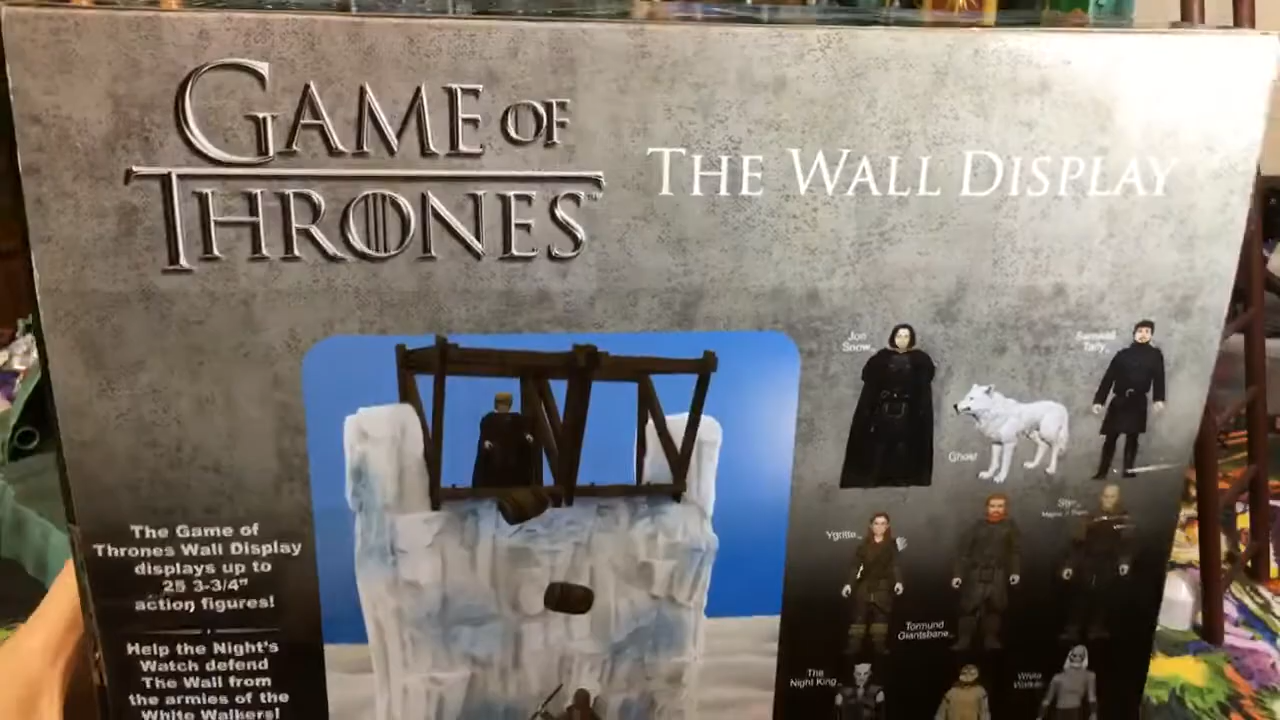 GAME OF
THRONES™
THE WALL DISPLAY
Jon
Snow
Samwell
Tarly
Ghost
The Game of
Thrones Wall Display
displays up to
25 3-3/4"
action figures!
Help the Night's
Watch defend
The Wall from
the armies of the
White Walkers!
Ygritte
Styr
Tormund
Giantsbane
The
Night King
White
Walker